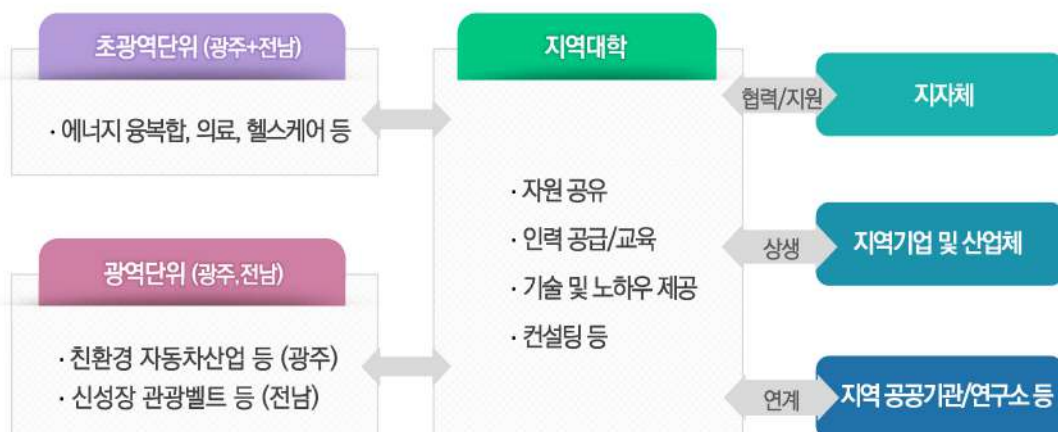 초광역단위 (광주+전남)
· 에너지 융복합, 의료, 헬스케어 등
광역단위 (광주,전남)
· 친환경 자동차산업 등 (광주)
· 신성장 관광벨트 등 (전남)
지역대학
· 자원 공유
· 인력 공급/교육
· 기술 및 노하우 제공
· 컨설팅 등
협력/지원
지자체
상생
지역기업 및 산업체
연계
지역 공공기관/연구소 등